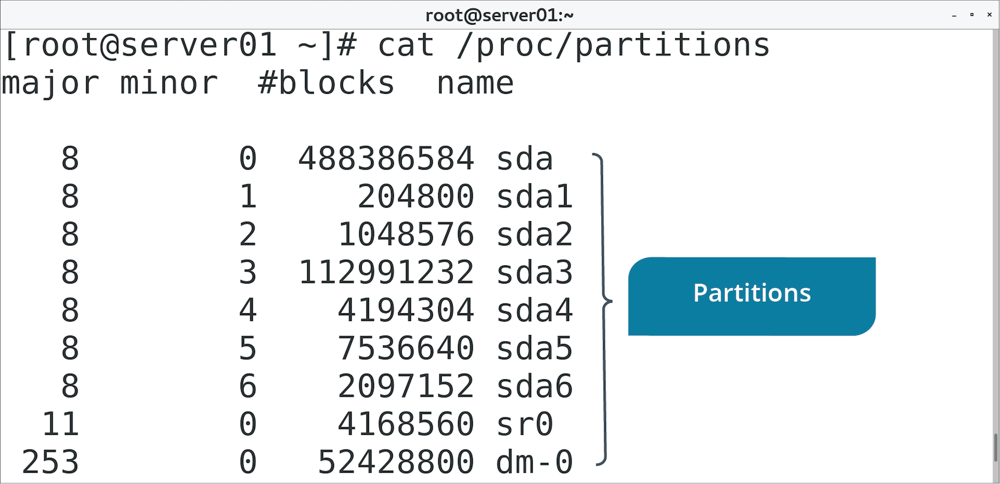 root@server01:~
[root@server01 ~]# cat /proc/partitions
major minor  #blocks  name
8 0 488386584 sda
8 1 204800 sda1
8 2 1048576 sda2
8 3 112991232 sda3
8 4 4194304 sda4
8 5 7536640 sda5
8 6 2097152 sda6
11 0 4168560 sr0
253 0 52428800 dm-0
Partitions